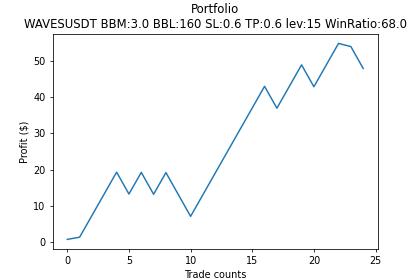 Portfolio
WAVESUSDT BBM:3.0 BBL:160 SL:0.6 TP:0.6 lev:15 WinRatio:68.0
50
40
30
20
10
0
Profit ($)
0 5 10 15 20 25
Trade counts